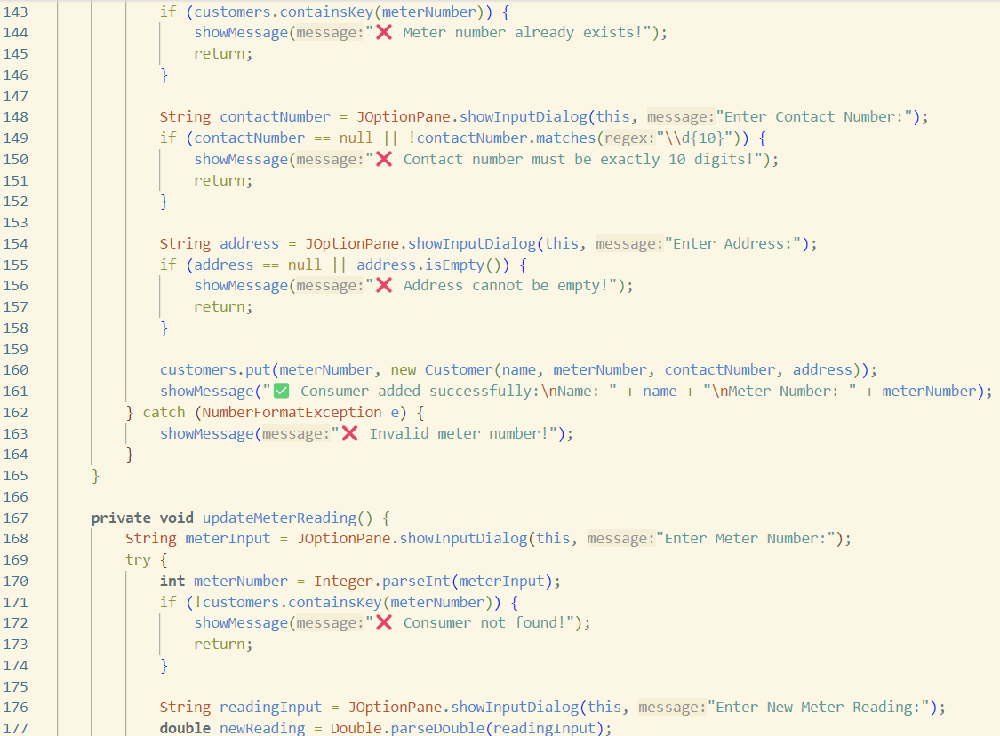 143 if (customers.containsKey(meterNumber)) {
144 showMessage(message:"❌ Meter number already exists!");
145 return;
146 }
147
148 String contactNumber = JOptionPane.showInputDialog(this, message:"Enter Contact Number:");
149 if (contactNumber == null || !contactNumber.matches(regex:"\\d{10}")) {
150 showMessage(message:"❌ Contact number must be exactly 10 digits!");
151 return;
152 }
153
154 String address = JOptionPane.showInputDialog(this, message:"Enter Address:");
155 if (address == null || address.isEmpty()) {
156 showMessage(message:"❌ Address cannot be empty!");
157 return;
158 }
159
160 customers.put(meterNumber, new Customer(name, meterNumber, contactNumber, address));
161 showMessage("✅ Consumer added successfully:\nName: " + name + "\nMeter Number: " + meterNumber);
162 } catch (NumberFormatException e) {
163 showMessage(message:"❌ Invalid meter number!");
164 }
165 }
166
167 private void updateMeterReading() {
168 String meterInput = JOptionPane.showInputDialog(this, message:"Enter Meter Number:");
169 try {
170 int meterNumber = Integer.parseInt(meterInput);
171 if (!customers.containsKey(meterNumber)) {
172 showMessage(message:"❌ Consumer not found!");
173 return;
174 }
175
176 String readingInput = JOptionPane.showInputDialog(this, message:"Enter New Meter Reading:");
177 double newReading = Double.parseDouble(readingInput);